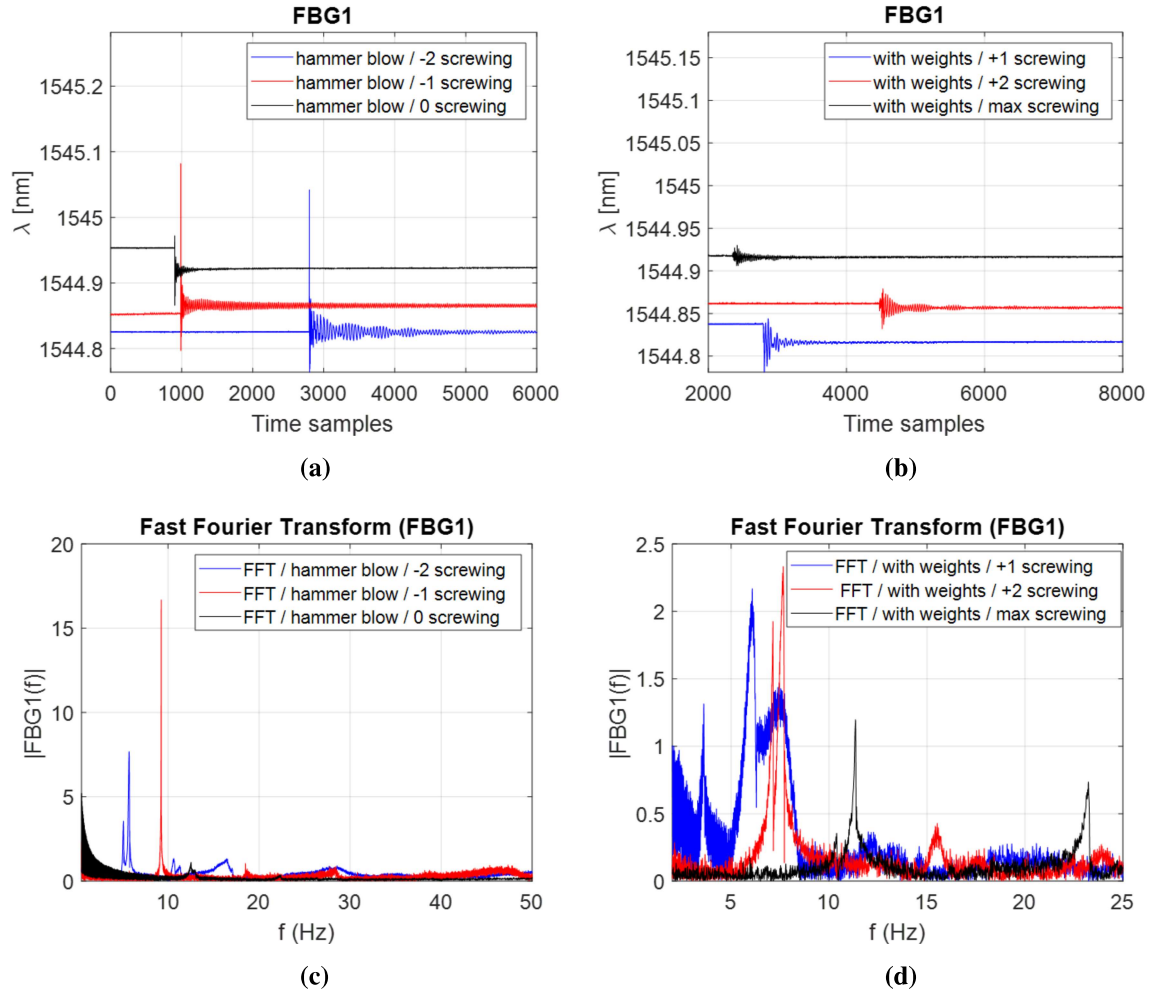 FBG1
hammer blow / -2 screwing
hammer blow / -1 screwing
hammer blow / 0 screwing
1545.2
1545.1
1545
1544.9
1544.8
λ [nm]
0 1000 2000 3000 4000 5000 6000
Time samples
(a)
FBG1
with weights / +1 screwing
with weights / +2 screwing
with weights / max screwing
1545.15
1545.1
1545.05
1545
1544.95
1544.9
1544.85
1544.8
λ [nm]
2000 4000 6000 8000
Time samples
(b)
Fast Fourier Transform (FBG1)
FFT / hammer blow / -2 screwing
FFT / hammer blow / -1 screwing
FFT / hammer blow / 0 screwing
20
15
10
5
0
|FBG1(f)|
10 20 30 40 50
f (Hz)
(c)
Fast Fourier Transform (FBG1)
FFT / with weights / +1 screwing
FFT / with weights / +2 screwing
FFT / with weights / max screwing
2.5
2
1.5
1
0.5
0
|FBG1(f)|
5 10 15 20 25
f (Hz)
(d)